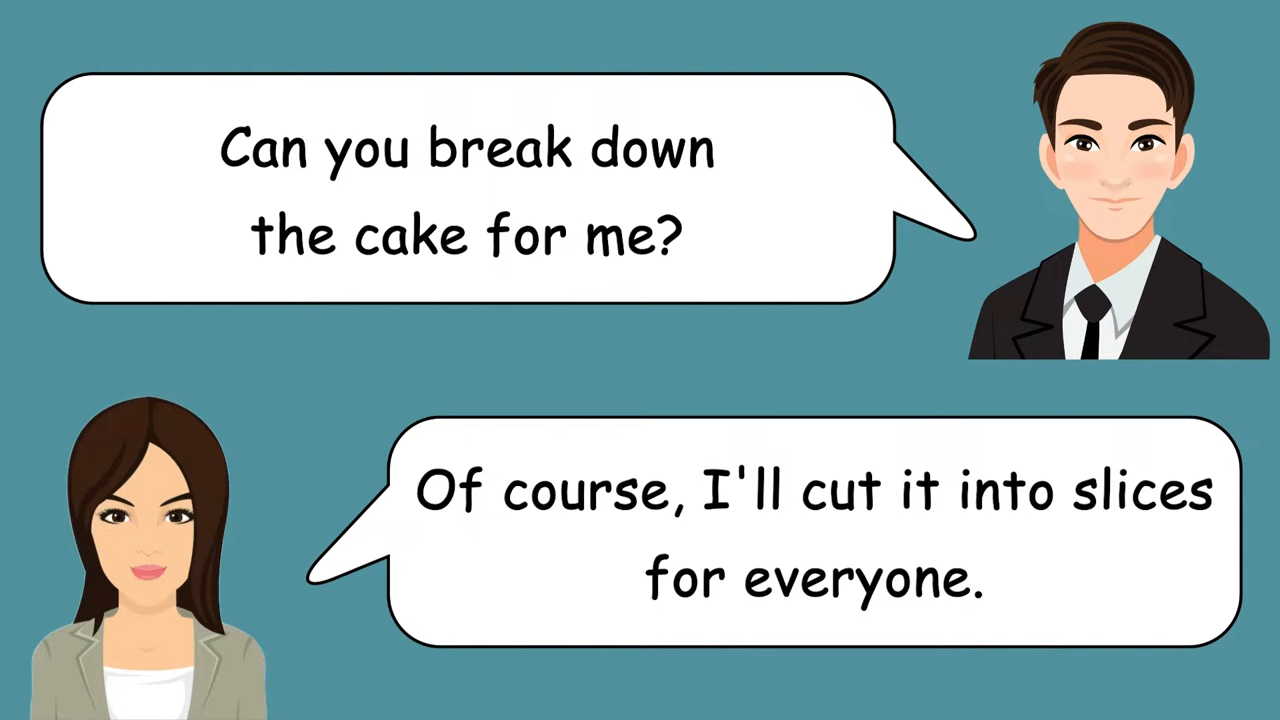 Can you break down
the cake for me?
Of course, I'll cut it into slices
for everyone.